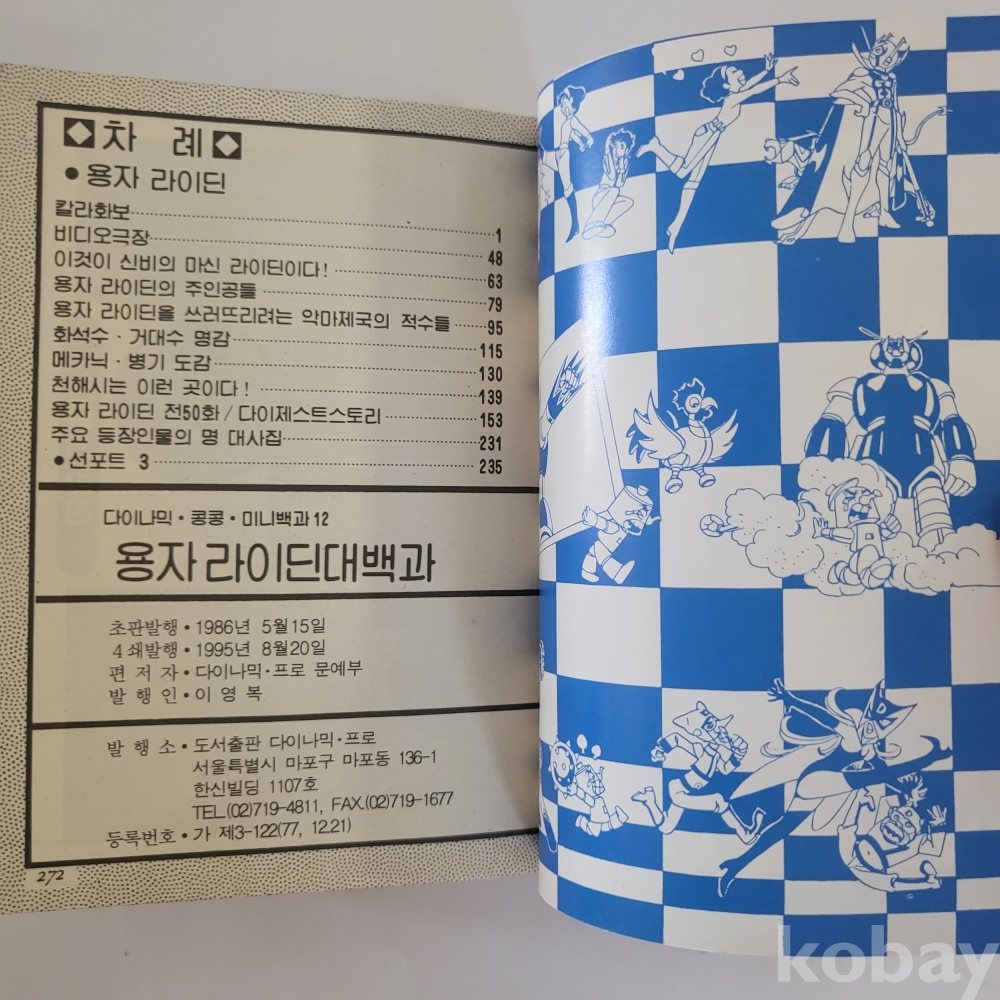 차 례
• 용자 라이딘
칼라화보 1
비디오극장 48
이것이 신비의 마신 라이딘이다! 63
용자 라이딘의 주인공들 79
용자 라이딘을 쓰러뜨리려는 악마제국의 적수들 95
화석수·거대수 명감 115
메카닉·병기 도감 130
천해시는 이런 곳이다! 139
용자 라이딘 전50화/다이제스트스토리 153
주요 등장인물의 명 대사집 231
• 선포트 3 235
다이나믹·콩콩·미니백과12
용자라이딘대백과
초판발행 • 1986년 5월15일
4쇄발행 • 1995년 8월20일
편 저 자 • 다이나믹·프로 문예부
발 행 인 • 이 영 복
발 행 소 • 도서출판 다이나믹·프로
서울특별시 마포구 마포동 136-1
한신빌딩 1107호
TEL(02)719-4811, FAX.(02)719-1677
등록번호 • 가 제3-122(77, 12.21)
272
kobay